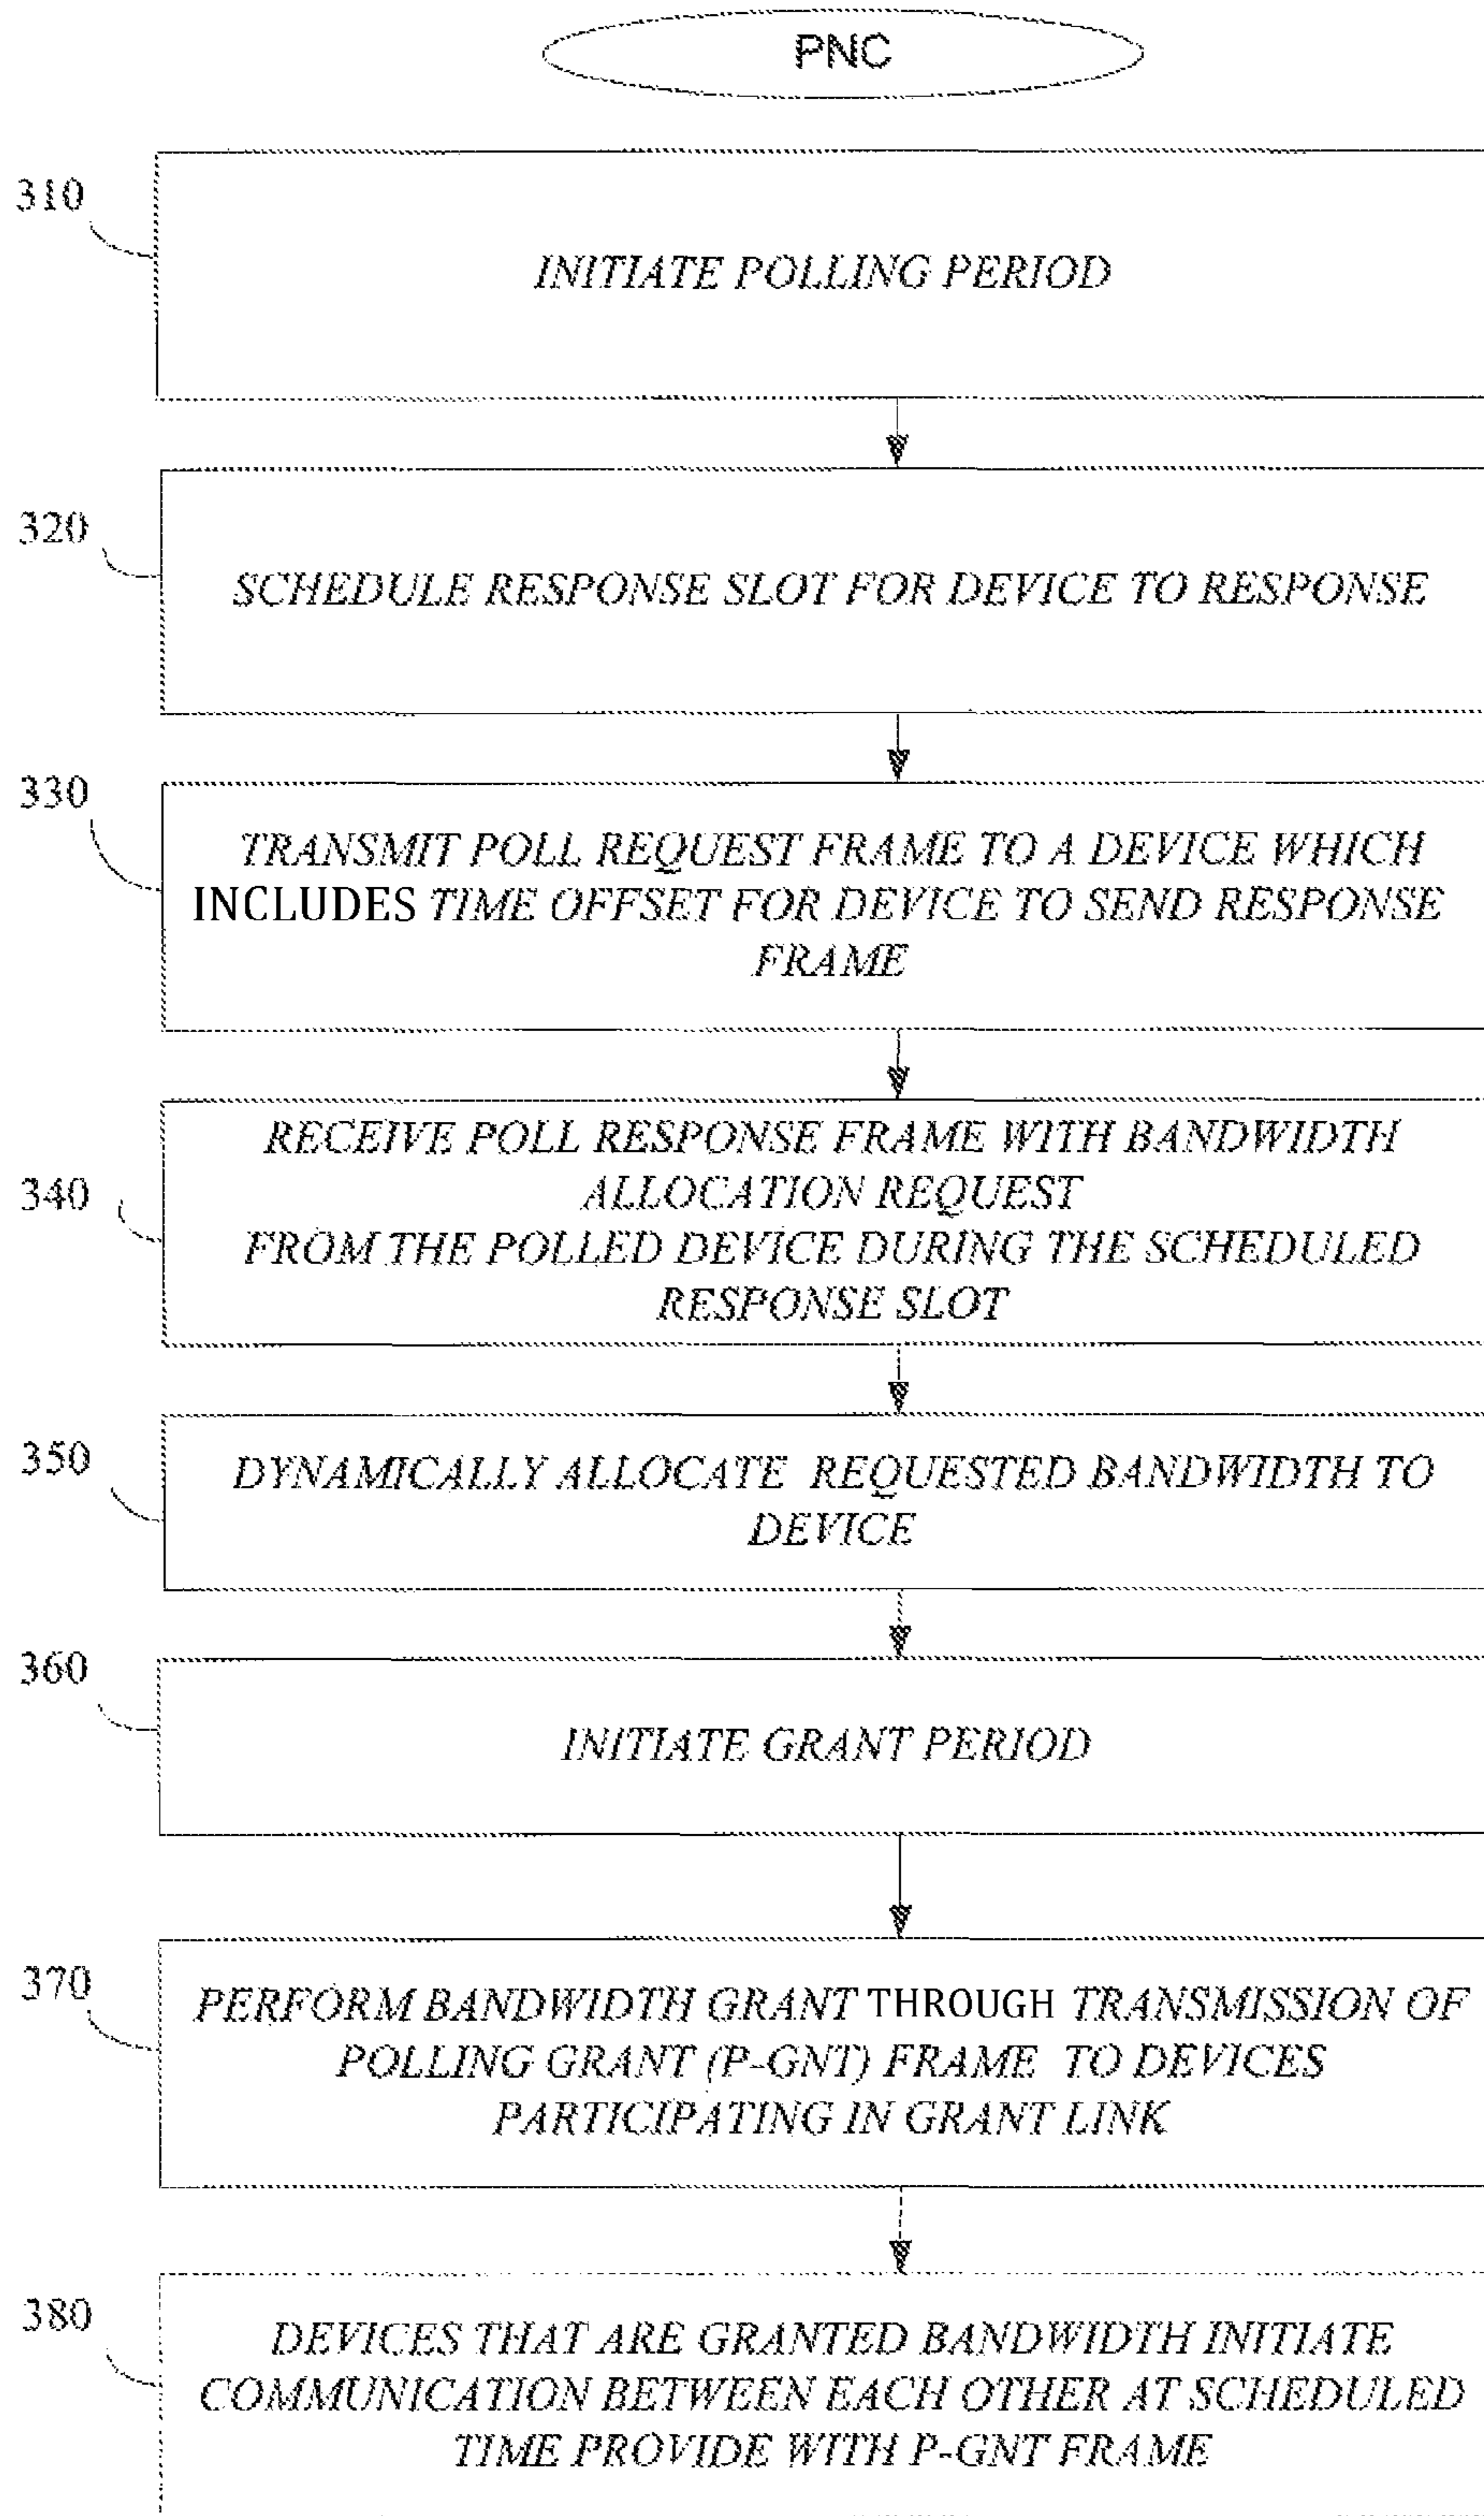 PNC
310
INITIATE POLLING PERIOD
320
SCHEDULE RESPONSE SLOT FOR DEVICE TO RESPONSE
330
TRANSMIT POLL REQUEST FRAME TO A DEVICE WHICH
INCLUDES TIME OFFSET FOR DEVICE TO SEND RESPONSE
FRAME
340
RECEIVE POLL RESPONSE FRAME WITH BANDWIDTH
ALLOCATION REQUEST
FROM THE POLLED DEVICE DURING THE SCHEDULED
RESPONSE SLOT
350
DYNAMICALLY ALLOCATE REQUESTED BANDWIDTH TO
DEVICE
360
INITIATE GRANT PERIOD
370
PERFORM BANDWIDTH GRANT THROUGH TRANSMISSION OF
POLLING GRANT (P-GNT) FRAME TO DEVICES
PARTICIPATING IN GRANT LINK
380
DEVICES THAT ARE GRANTED BANDWIDTH INITIATE
COMMUNICATION BETWEEN EACH OTHER AT SCHEDULED
TIME PROVIDE WITH P-GNT FRAME